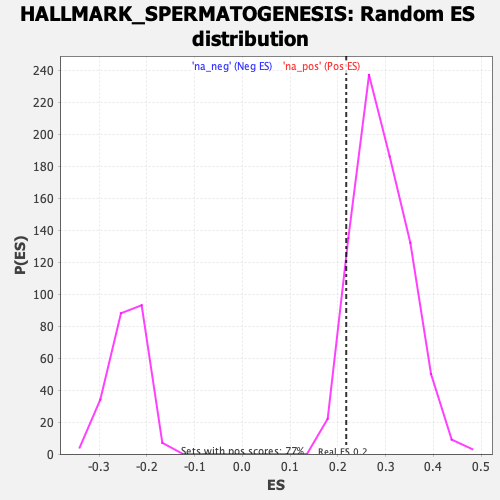 HALLMARK_SPERMATOGENESIS: Random ES
distribution
'na_neg' (Neg ES) 'na_pos' (Pos ES)
240
220
200
180
160
140
120
100
80
60
40
20
0
P(ES)
Sets with pos scores: 77%
Real ES 0.2
-0.3 -0.2 -0.1 0.0 0.1 0.2 0.3 0.4 0.5
ES